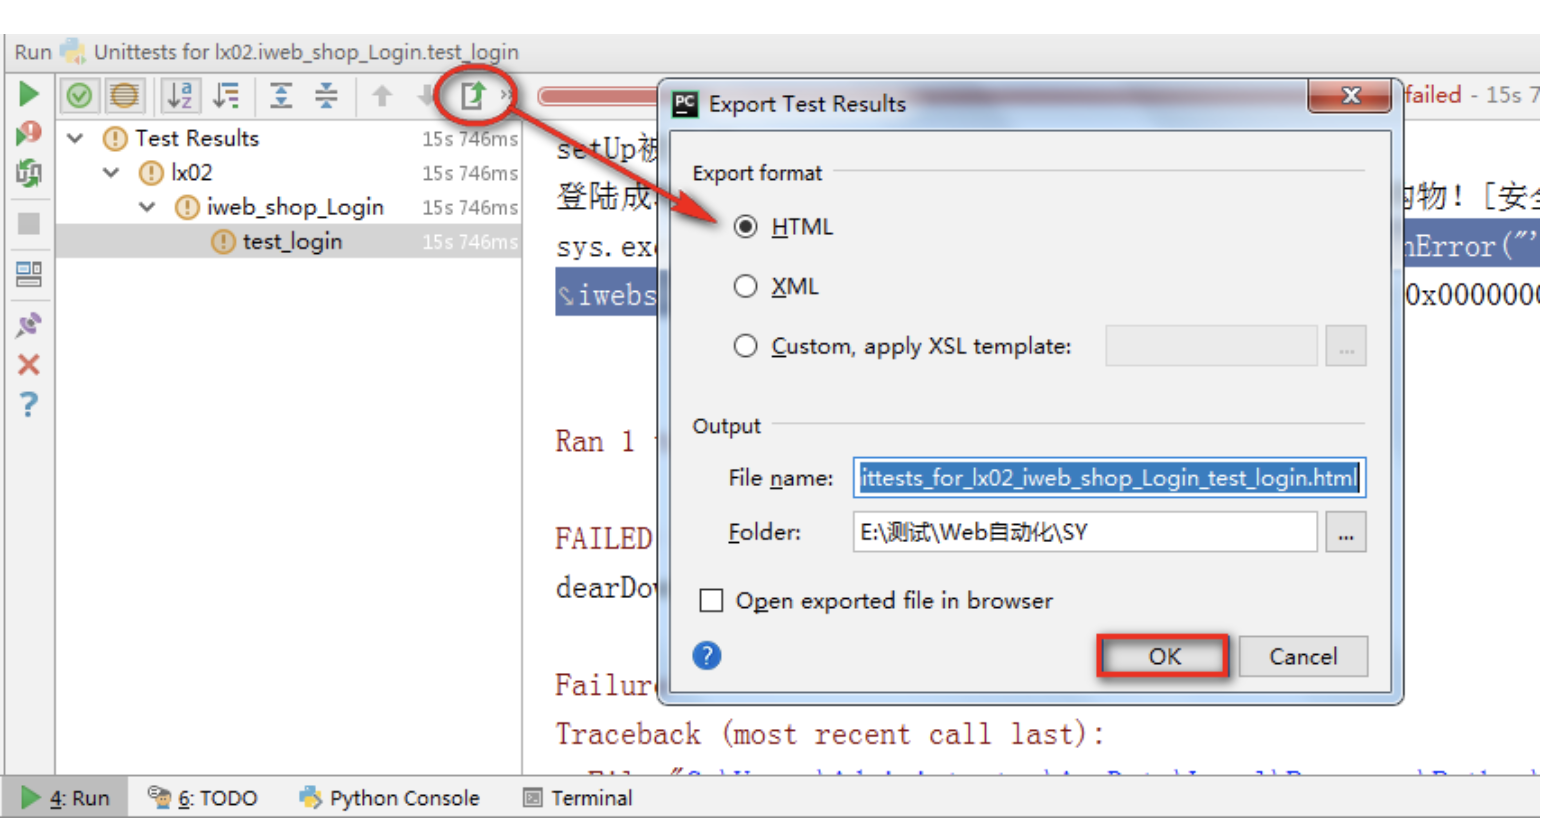 Run Unittests for lx02.iweb_shop_Login.test_login
failed - 15s 7
Test Results 15s 746ms
lx02 15s 746ms
iweb_shop_Login 15s 746ms
test_login 15s 746ms
setUp被
登陆成
物! [安全
sys.ex
nError("'
iwebs
0x0000000
Ran 1
FAILED
dearDow
Failur
Traceback (most recent call last):
PC Export Test Results
Export format
HTML
XML
Custom, apply XSL template: ...
Output
File name: ittests_for_lx02_iweb_shop_Login_test_login.html
Folder: E:\测试\Web自动化\SY ...
Open exported file in browser
? OK Cancel
4: Run 6: TODO Python Console Terminal